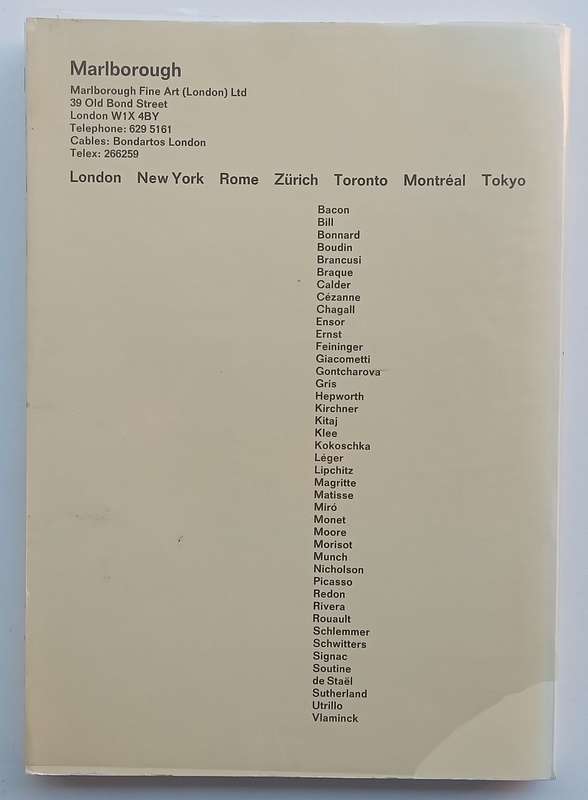 Marlborough
Marlborough Fine Art (London) Ltd
39 Old Bond Street
London W1X 4BY
Telephone: 629 5161
Cables: Bondartos London
Telex: 266259
London New York Rome Zürich Toronto Montréal Tokyo
Bacon
Bill
Bonnard
Boudin
Brancusi
Braque
Calder
Cézanne
Chagall
Ensor
Ernst
Feininger
Giacometti
Gontcharova
Gris
Hepworth
Kirchner
Kitaj
Klee
Kokoschka
Léger
Lipchitz
Magritte
Matisse
Miró
Monet
Moore
Morisot
Munch
Nicholson
Picasso
Redon
Rivera
Rouault
Schlemmer
Schwitters
Signac
Soutine
de Staël
Sutherland
Utrillo
Vlaminck